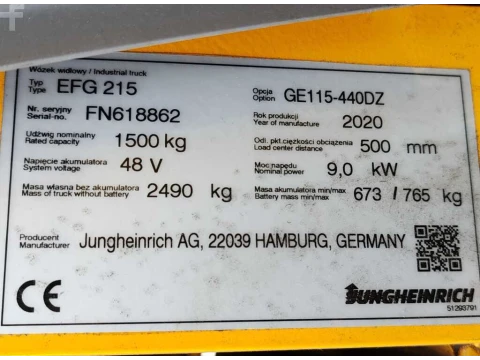 F
Wózek widłowy / Industrial truck
Typ EFG 215 Opcja GE115-440DZ
Type Option
Nr. seryjny FN618862 Rok produkcji 2020
Serial-no. Year of manufacture
Udźwig nominalny 1500 kg Odl. pkt.ciężkości obciążenia 500 mm
Rated capacity Load center distance
Napięcie akumulatora 48 V Moc napędu 9,0 kW
System voltage Nominal power
Masa własna bez akumulatora 2490 kg Masa akumulatora min/max 673 / 765 kg
Mass of truck without battery Battery mass min/max
Producent Jungheinrich AG, 22039 HAMBURG, GERMANY
Manufacturer
CE JUNGHEINRICH
51293791